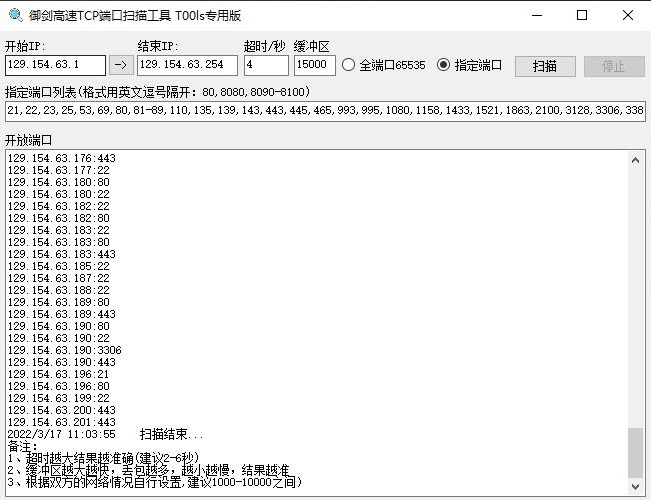 御剑高速TCP端口扫描工具 T00ls专用版
开始IP: 结束IP: 超时/秒 缓冲区
129.154.63.1 -> 129.154.63.254 4 15000 全端口65535 指定端口 扫描 停止
指定端口列表(格式用英文逗号隔开: 80,8080,8090-8100)
21,22,23,25,53,69,80,81-89,110,135,139,143,443,445,465,993,995,1080,1158,1433,1521,1863,2100,3128,3306,338
开放端口
129.154.63.176:443
129.154.63.177:22
129.154.63.180:80
129.154.63.180:22
129.154.63.182:22
129.154.63.182:80
129.154.63.183:22
129.154.63.183:80
129.154.63.183:443
129.154.63.185:22
129.154.63.187:22
129.154.63.188:22
129.154.63.189:80
129.154.63.189:443
129.154.63.190:80
129.154.63.190:22
129.154.63.190:3306
129.154.63.190:443
129.154.63.196:21
129.154.63.196:80
129.154.63.199:22
129.154.63.200:443
129.154.63.201:443
2022/3/17 11:03:55 扫描结束...
备注:
1、超时越大结果越准确(建议2-6秒)
2、缓冲区越大越快，丢包越多，越小越慢，结果越准
3、根据双方的网络情况自行设置,建议1000-10000之间)